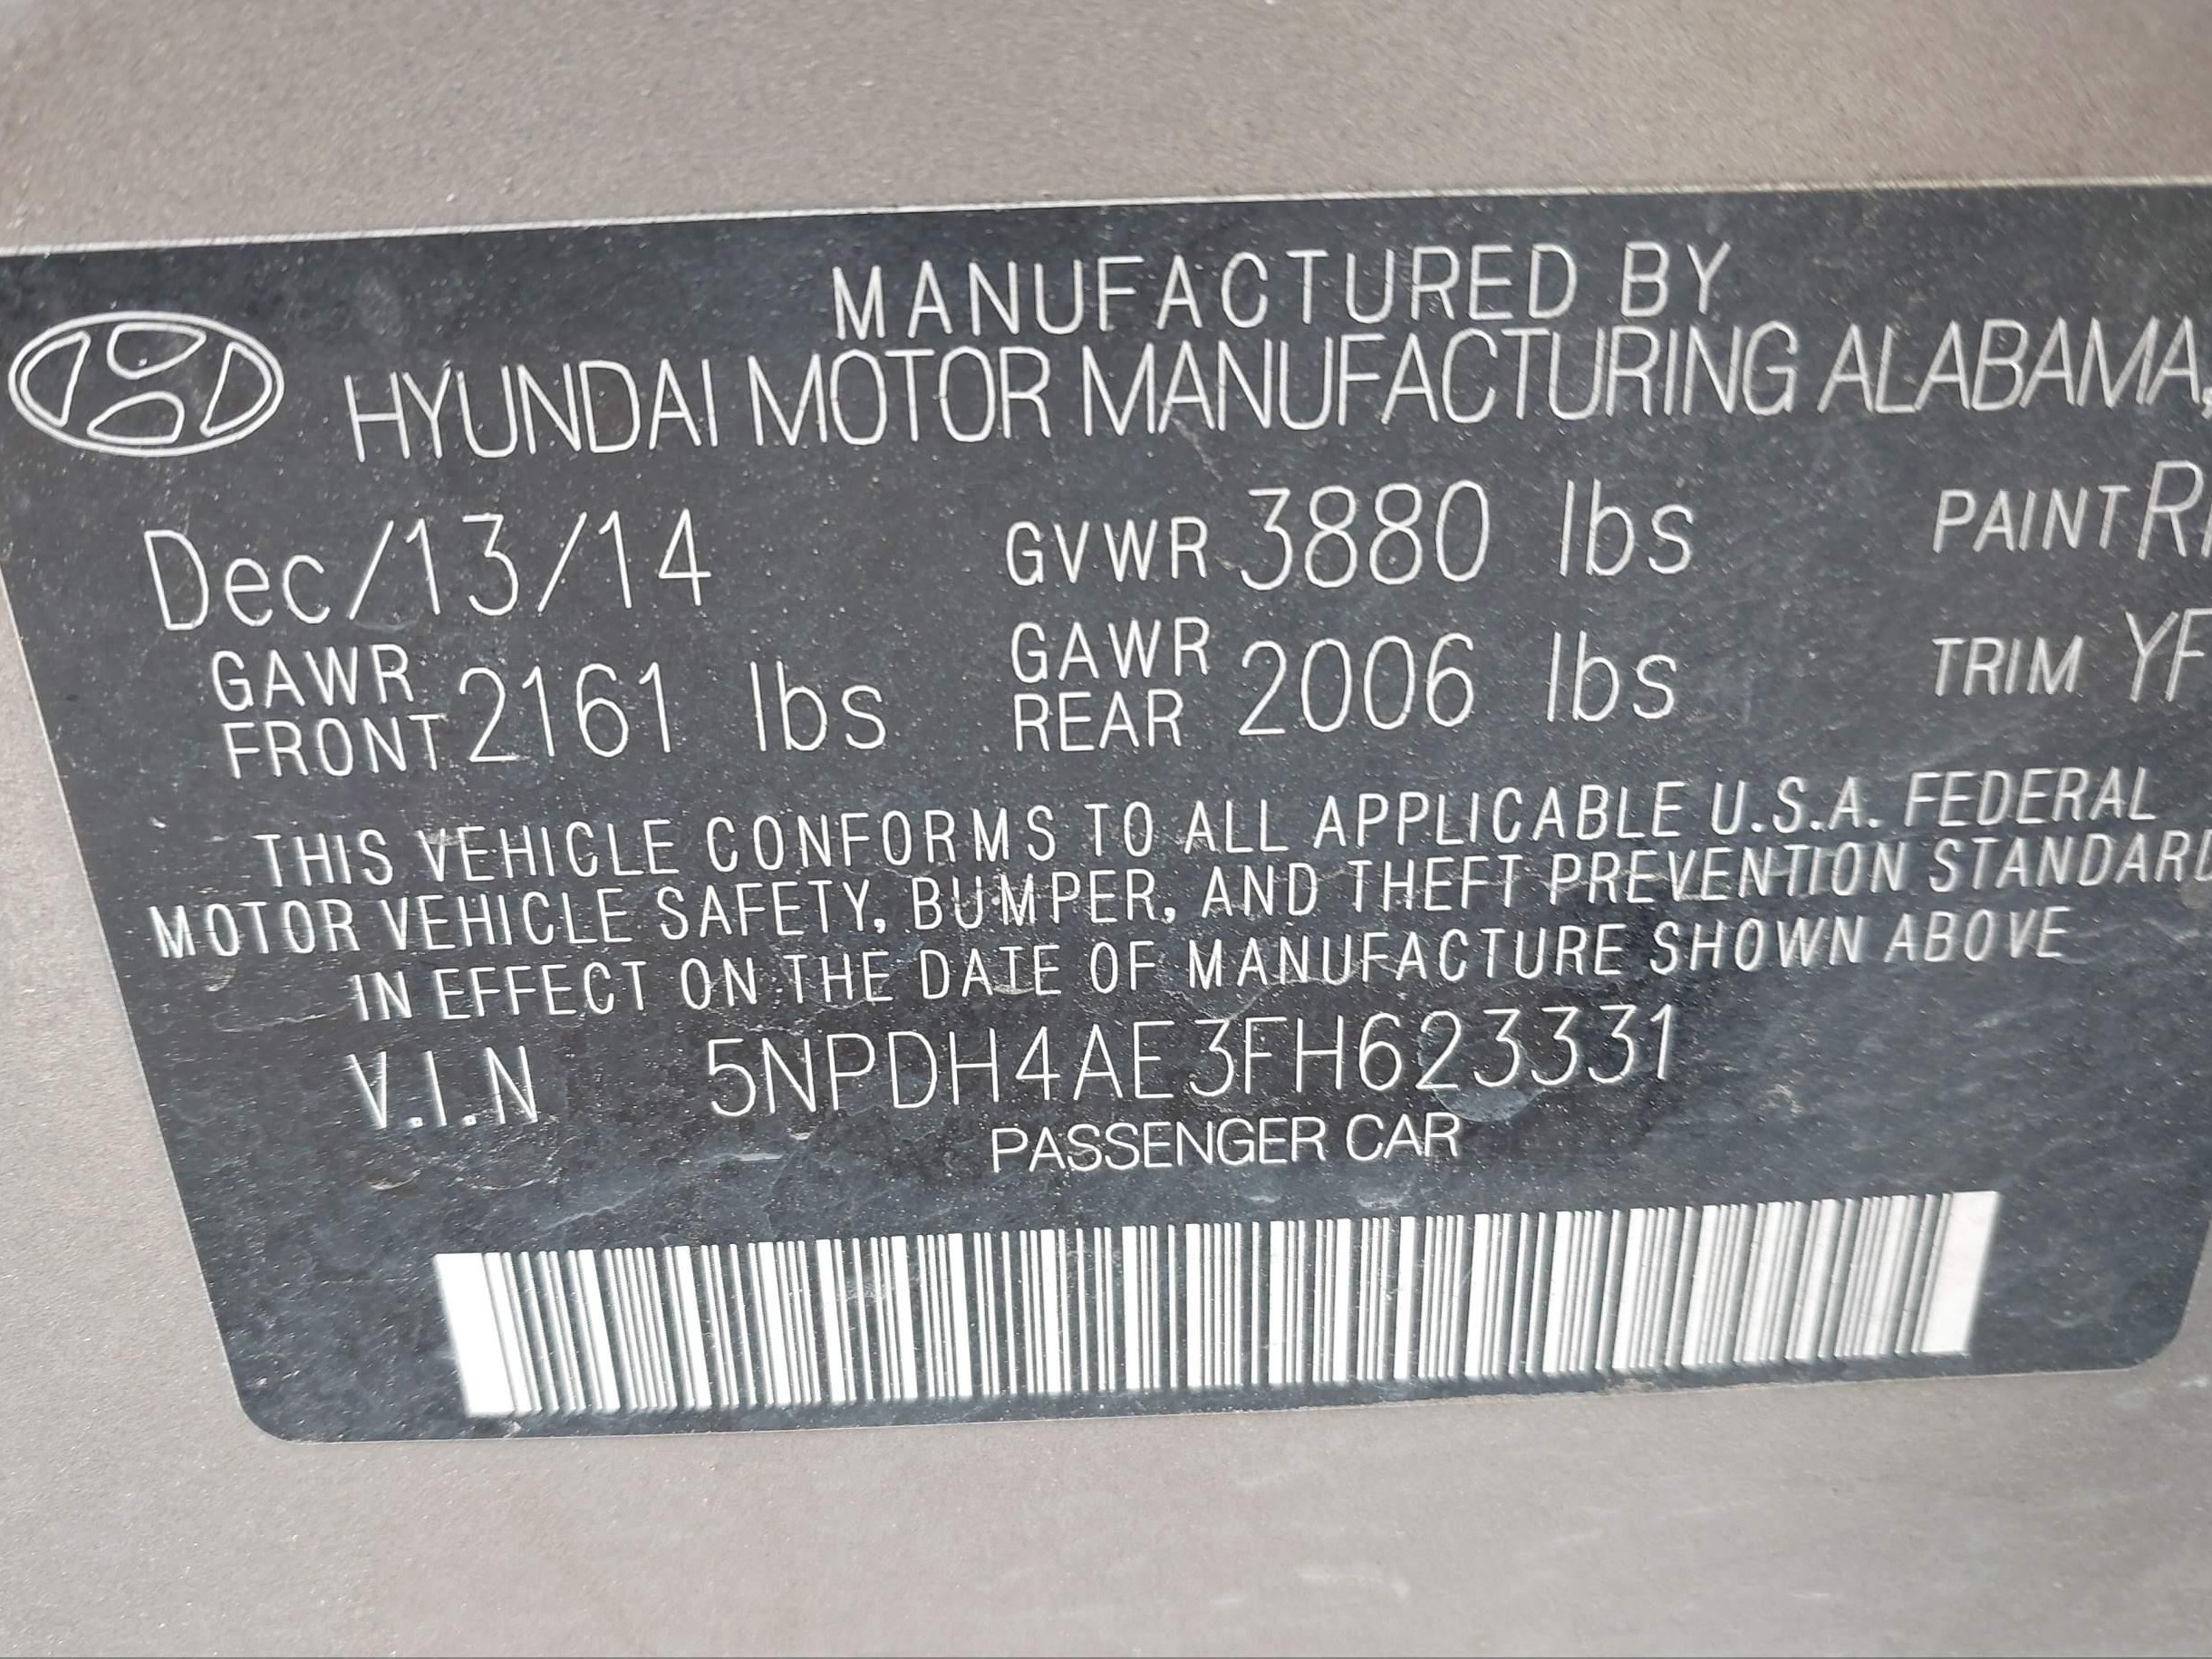 MANUFACTURED BY
HYUNDAI MOTOR MANUFACTURING ALABAMA,
Dec/13/14 GVWR 3880 lbs PAINT
GAWR FRONT 2161 lbs GAWR REAR 2006 lbs TRIM YF
THIS VEHICLE CONFORMS TO ALL APPLICABLE U.S.A. FEDERAL
MOTOR VEHICLE SAFETY, BUMPER, AND THEFT PREVENTION STANDARD
IN EFFECT ON THE DATE OF MANUFACTURE SHOWN ABOVE
V.I.N 5NPDH4AE3FH623331
PASSENGER CAR